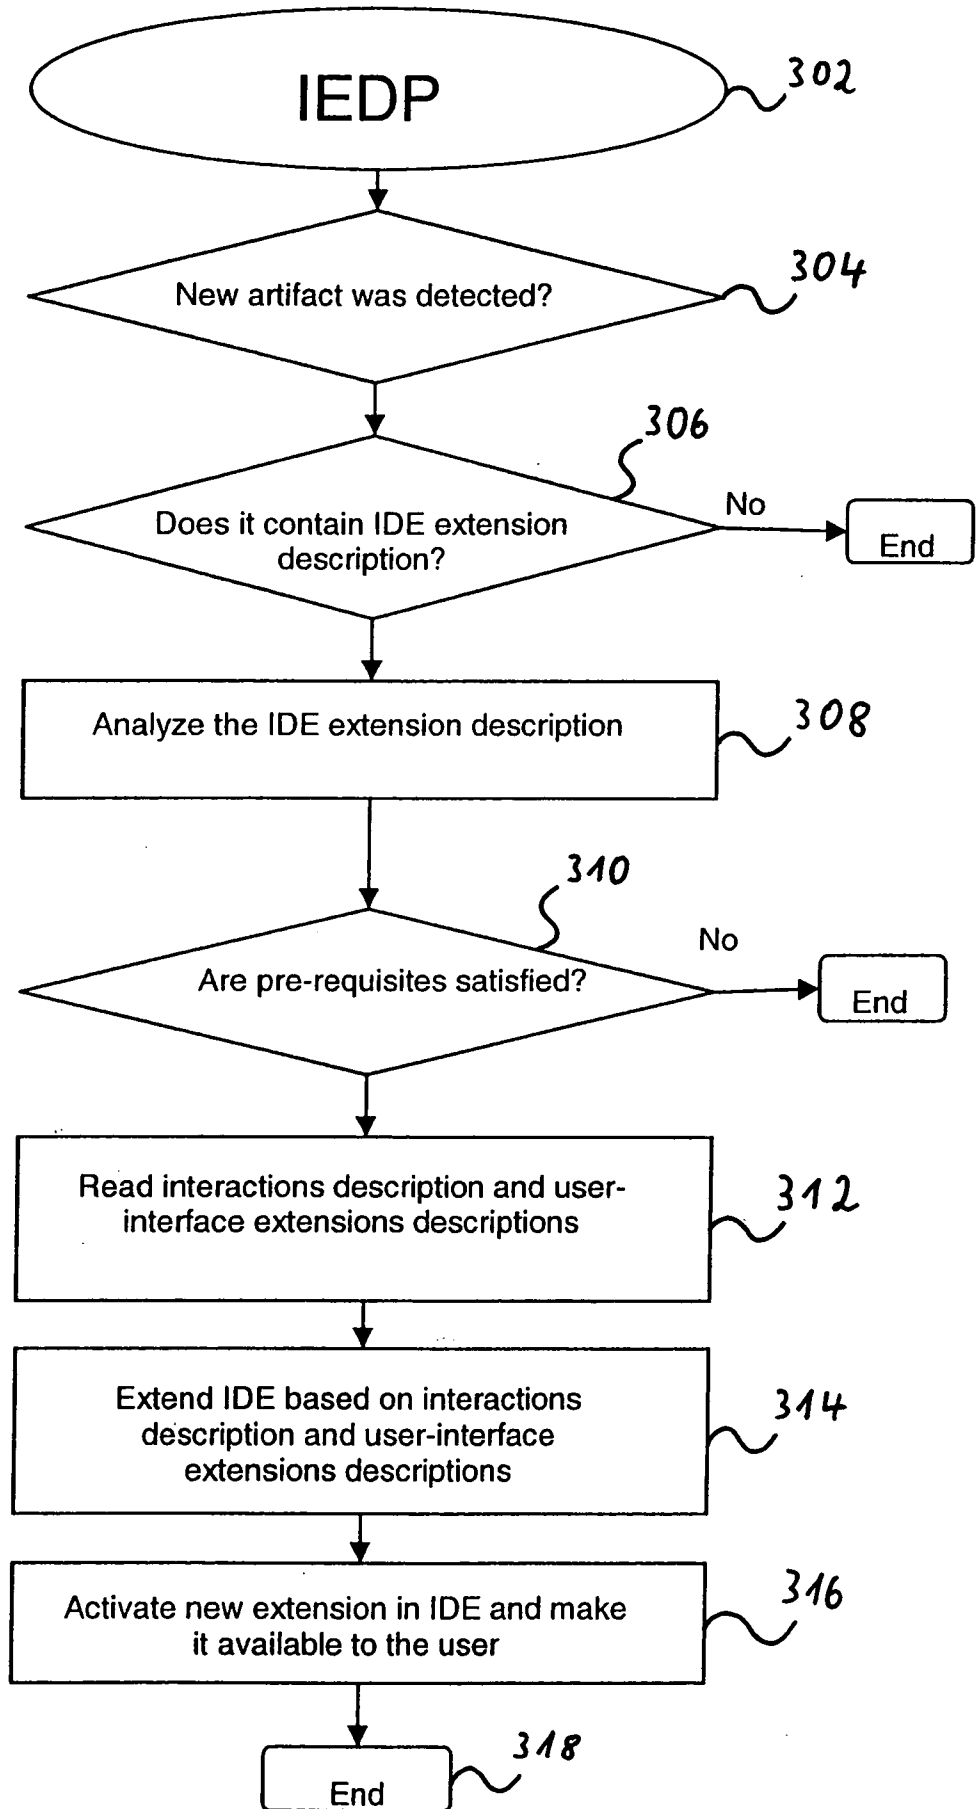 IEDP
302
New artifact was detected?
304
306
Does it contain IDE extension
description?
No
End
Analyze the IDE extension description
308
310
Are pre-requisites satisfied?
No
End
Read interactions description and user-
interface extensions descriptions
312
Extend IDE based on interactions
description and user-interface
extensions descriptions
314
Activate new extension in IDE and make
it available to the user
316
End
318